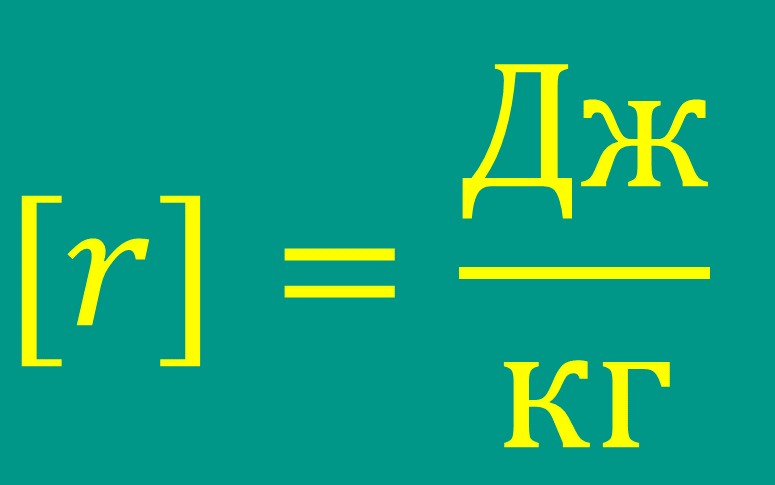 [r] = Дж
кг